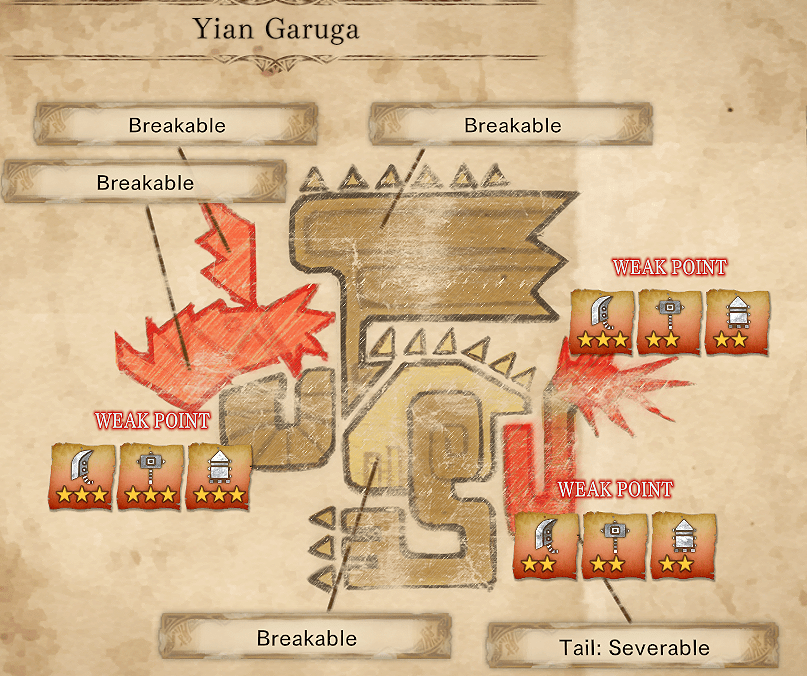 Yian Garuga
Breakable
Breakable
Breakable
WEAK POINT
WEAK POINT
WEAK POINT
Breakable
Tail: Severable